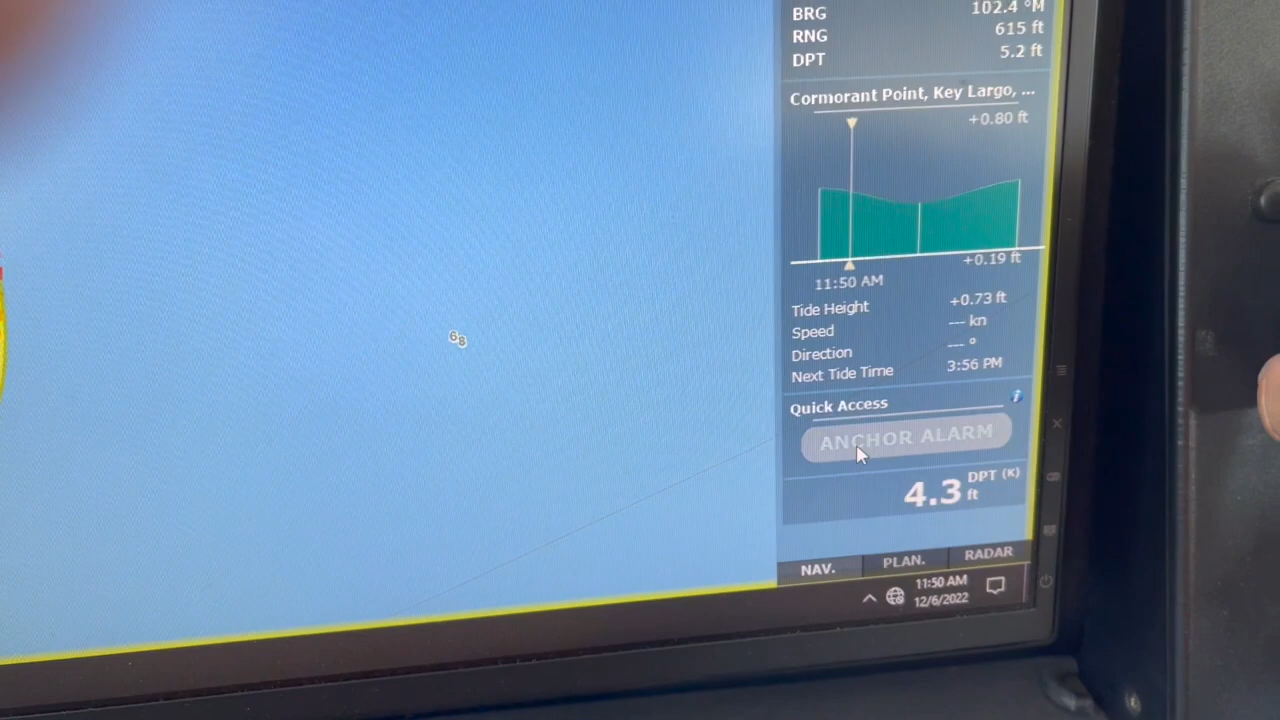 BRG 102.4 °M
RNG 615 ft
DPT 5.2 ft
Cormorant Point, Key Largo, ...
+0.80 ft
+0.19 ft
11:50 AM
Tide Height +0.73 ft
Speed --- kn
Direction --- °
Next Tide Time 3:56 PM
Quick Access
ANCHOR ALARM
4.3 ft DPT (K)
68
NAV. PLAN. RADAR
11:50 AM
12/6/2022